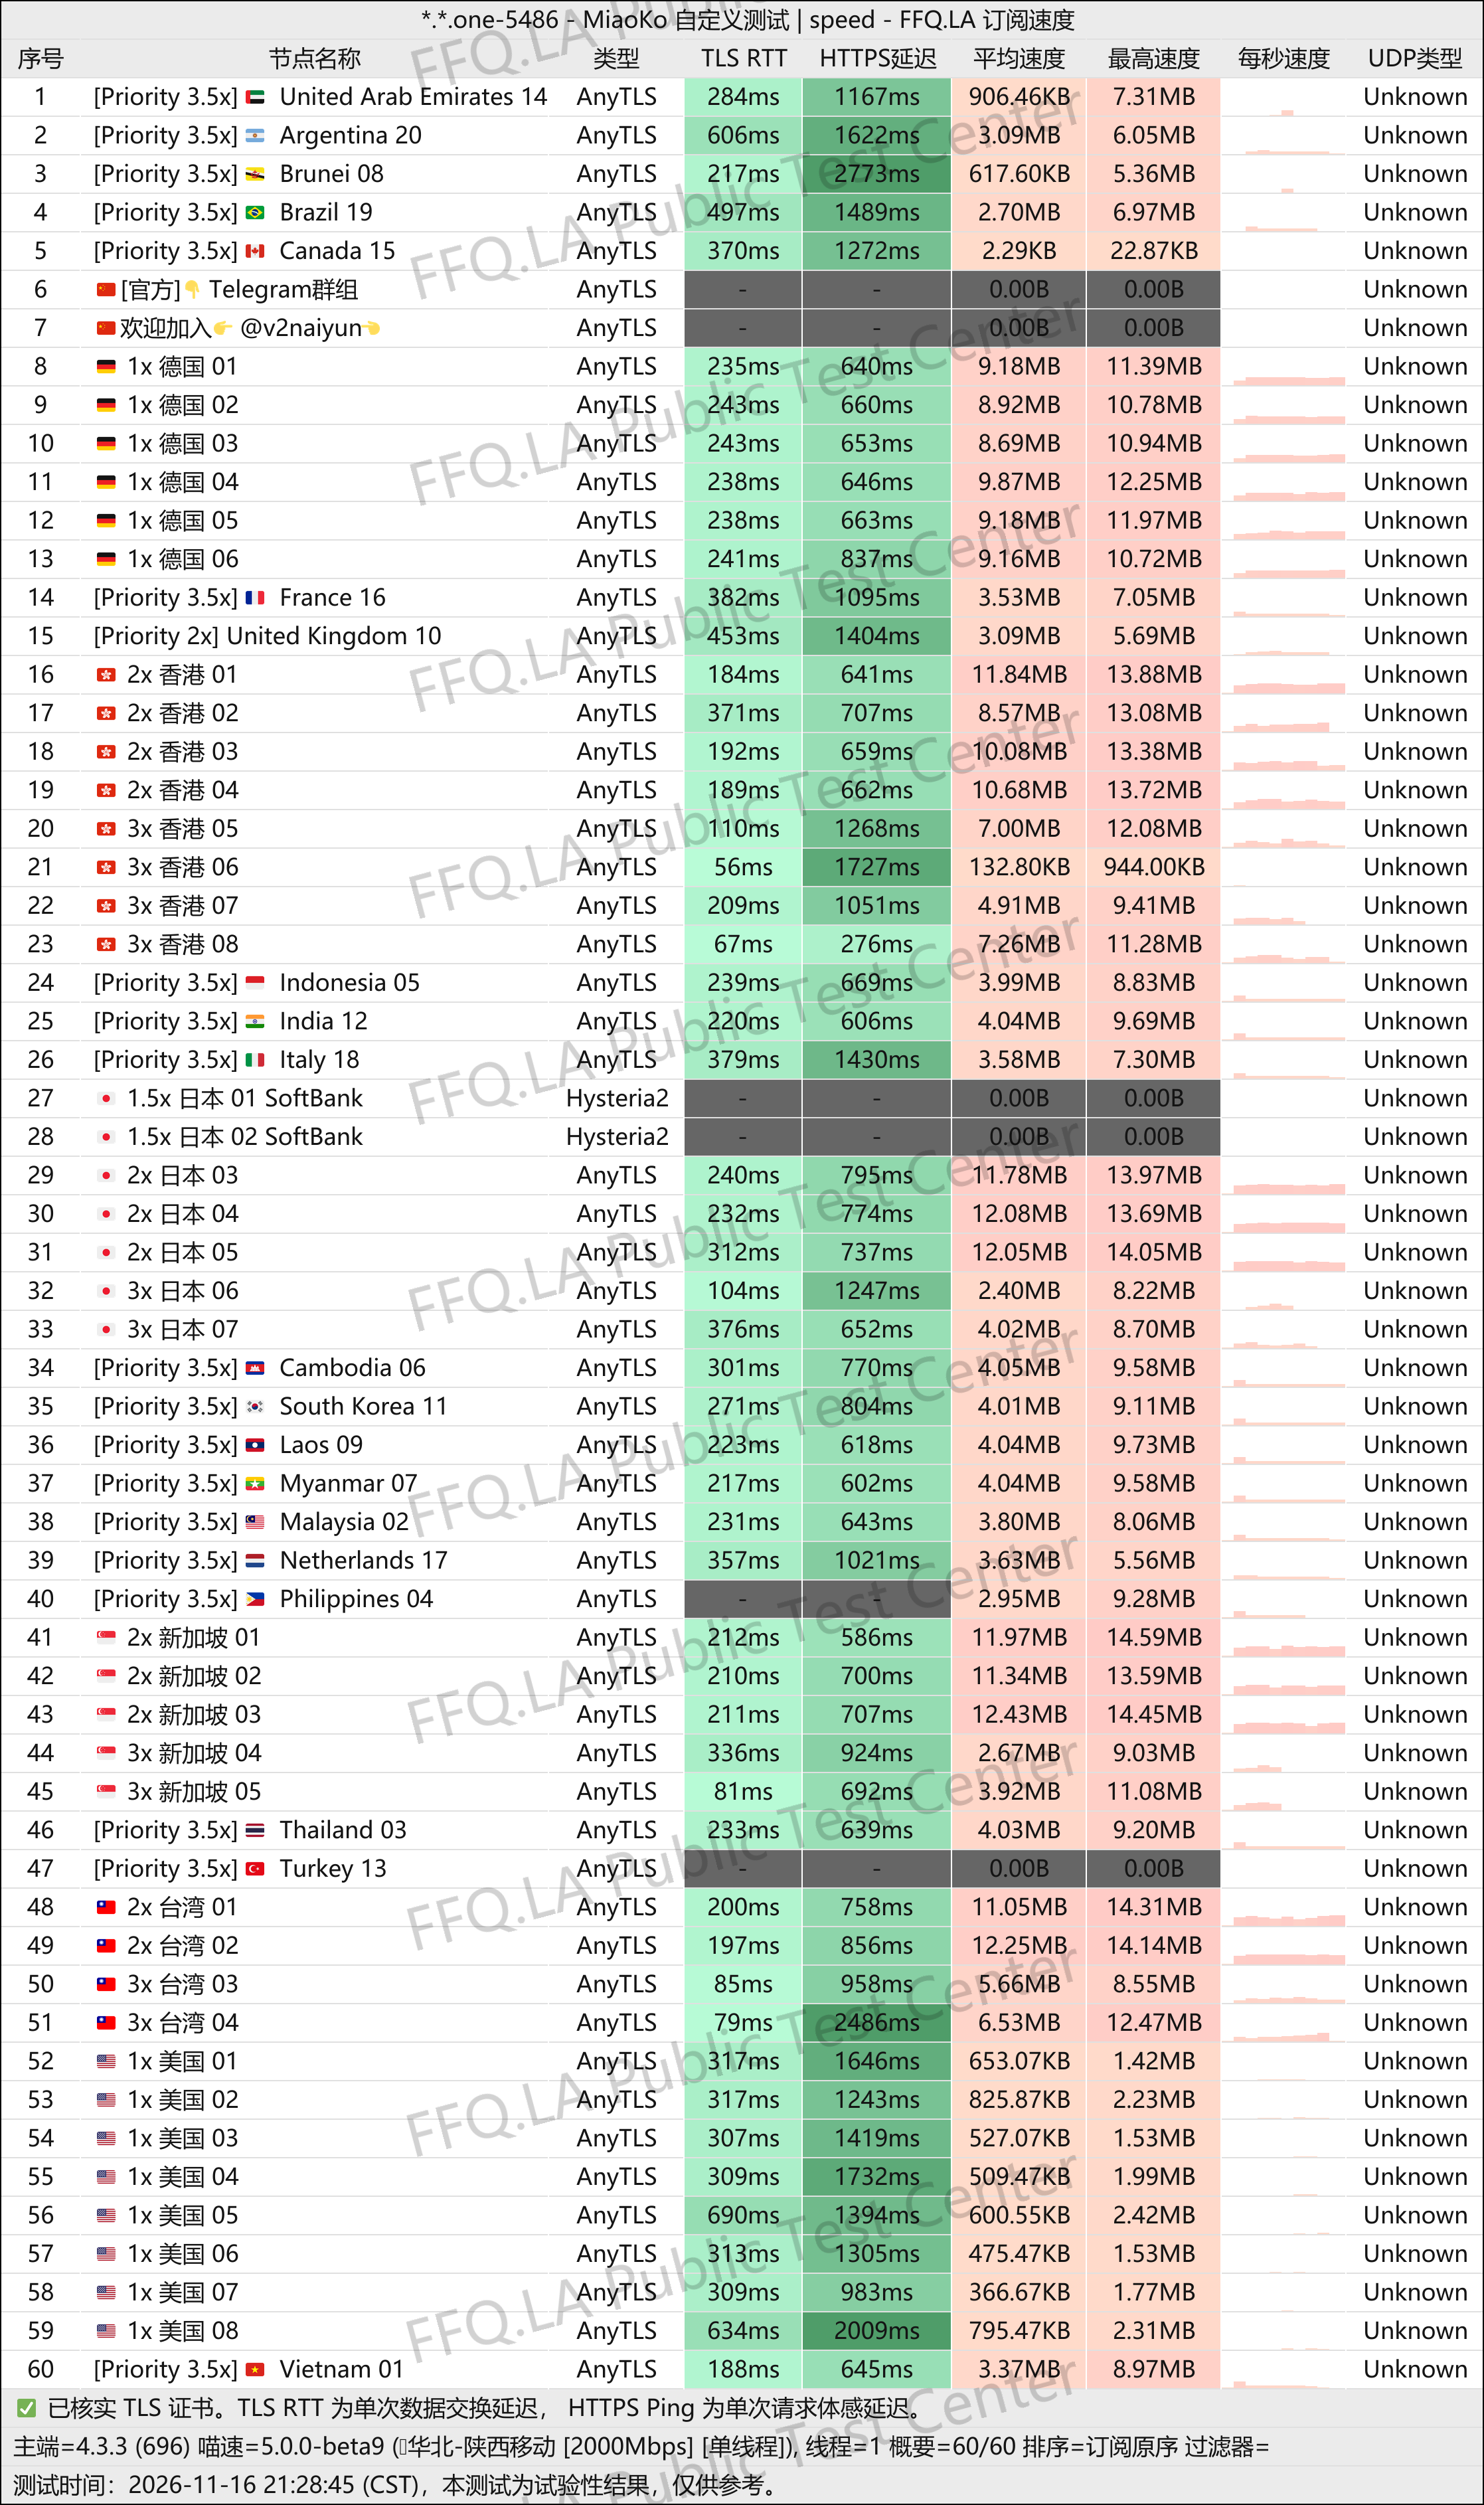 *.*.one-5486 - MiaoKo 自定义测试 | speed - FFQ.LA 订阅速度
序号 节点名称 类型 TLS RTT HTTPS延迟 平均速度 最高速度 每秒速度 UDP类型
1 [Priority 3.5x] 🇦🇪 United Arab Emirates 14 AnyTLS 284ms 1167ms 906.46KB 7.31MB Unknown
2 [Priority 3.5x] 🇦🇷 Argentina 20 AnyTLS 606ms 1622ms 3.09MB 6.05MB Unknown
3 [Priority 3.5x] 🇧🇳 Brunei 08 AnyTLS 217ms 2773ms 617.60KB 5.36MB Unknown
4 [Priority 3.5x] 🇧🇷 Brazil 19 AnyTLS 497ms 1489ms 2.70MB 6.97MB Unknown
5 [Priority 3.5x] 🇨🇦 Canada 15 AnyTLS 370ms 1272ms 2.29KB 22.87KB Unknown
6 🇨🇳 [官方]👇 Telegram群组 AnyTLS - - 0.00B 0.00B Unknown
7 🇨🇳 欢迎加入👉 @v2naiyun👈 AnyTLS - - 0.00B 0.00B Unknown
8 🇩🇪 1x 德国 01 AnyTLS 235ms 640ms 9.18MB 11.39MB Unknown
9 🇩🇪 1x 德国 02 AnyTLS 243ms 660ms 8.92MB 10.78MB Unknown
10 🇩🇪 1x 德国 03 AnyTLS 243ms 653ms 8.69MB 10.94MB Unknown
11 🇩🇪 1x 德国 04 AnyTLS 238ms 646ms 9.87MB 12.25MB Unknown
12 🇩🇪 1x 德国 05 AnyTLS 238ms 663ms 9.18MB 11.97MB Unknown
13 🇩🇪 1x 德国 06 AnyTLS 241ms 837ms 9.16MB 10.72MB Unknown
14 [Priority 3.5x] 🇫🇷 France 16 AnyTLS 382ms 1095ms 3.53MB 7.05MB Unknown
15 [Priority 2x] United Kingdom 10 AnyTLS 453ms 1404ms 3.09MB 5.69MB Unknown
16 🇭🇰 2x 香港 01 AnyTLS 184ms 641ms 11.84MB 13.88MB Unknown
17 🇭🇰 2x 香港 02 AnyTLS 371ms 707ms 8.57MB 13.08MB Unknown
18 🇭🇰 2x 香港 03 AnyTLS 192ms 659ms 10.08MB 13.38MB Unknown
19 🇭🇰 2x 香港 04 AnyTLS 189ms 662ms 10.68MB 13.72MB Unknown
20 🇭🇰 3x 香港 05 AnyTLS 110ms 1268ms 7.00MB 12.08MB Unknown
21 🇭🇰 3x 香港 06 AnyTLS 56ms 1727ms 132.80KB 944.00KB Unknown
22 🇭🇰 3x 香港 07 AnyTLS 209ms 1051ms 4.91MB 9.41MB Unknown
23 🇭🇰 3x 香港 08 AnyTLS 67ms 276ms 7.26MB 11.28MB Unknown
24 [Priority 3.5x] 🇮🇩 Indonesia 05 AnyTLS 239ms 669ms 3.99MB 8.83MB Unknown
25 [Priority 3.5x] 🇮🇳 India 12 AnyTLS 220ms 606ms 4.04MB 9.69MB Unknown
26 [Priority 3.5x] 🇮🇹 Italy 18 AnyTLS 379ms 1430ms 3.58MB 7.30MB Unknown
27 🇯🇵 1.5x 日本 01 SoftBank Hysteria2 - - 0.00B 0.00B Unknown
28 🇯🇵 1.5x 日本 02 SoftBank Hysteria2 - - 0.00B 0.00B Unknown
29 🇯🇵 2x 日本 03 AnyTLS 240ms 795ms 11.78MB 13.97MB Unknown
30 🇯🇵 2x 日本 04 AnyTLS 232ms 774ms 12.08MB 13.69MB Unknown
31 🇯🇵 2x 日本 05 AnyTLS 312ms 737ms 12.05MB 14.05MB Unknown
32 🇯🇵 3x 日本 06 AnyTLS 104ms 1247ms 2.40MB 8.22MB Unknown
33 🇯🇵 3x 日本 07 AnyTLS 376ms 652ms 4.02MB 8.70MB Unknown
34 [Priority 3.5x] 🇰🇭 Cambodia 06 AnyTLS 301ms 770ms 4.05MB 9.58MB Unknown
35 [Priority 3.5x] 🇰🇷 South Korea 11 AnyTLS 271ms 804ms 4.01MB 9.11MB Unknown
36 [Priority 3.5x] 🇱🇦 Laos 09 AnyTLS 223ms 618ms 4.04MB 9.73MB Unknown
37 [Priority 3.5x] 🇲🇲 Myanmar 07 AnyTLS 217ms 602ms 4.04MB 9.58MB Unknown
38 [Priority 3.5x] 🇲🇾 Malaysia 02 AnyTLS 231ms 643ms 3.80MB 8.06MB Unknown
39 [Priority 3.5x] 🇳🇱 Netherlands 17 AnyTLS 357ms 1021ms 3.63MB 5.56MB Unknown
40 [Priority 3.5x] 🇵🇭 Philippines 04 AnyTLS - - 2.95MB 9.28MB Unknown
41 🇸🇬 2x 新加坡 01 AnyTLS 212ms 586ms 11.97MB 14.59MB Unknown
42 🇸🇬 2x 新加坡 02 AnyTLS 210ms 700ms 11.34MB 13.59MB Unknown
43 🇸🇬 2x 新加坡 03 AnyTLS 211ms 707ms 12.43MB 14.45MB Unknown
44 🇸🇬 3x 新加坡 04 AnyTLS 336ms 924ms 2.67MB 9.03MB Unknown
45 🇸🇬 3x 新加坡 05 AnyTLS 81ms 692ms 3.92MB 11.08MB Unknown
46 [Priority 3.5x] 🇹🇭 Thailand 03 AnyTLS 233ms 639ms 4.03MB 9.20MB Unknown
47 [Priority 3.5x] 🇹🇷 Turkey 13 AnyTLS - - 0.00B 0.00B Unknown
48 🇹🇼 2x 台湾 01 AnyTLS 200ms 758ms 11.05MB 14.31MB Unknown
49 🇹🇼 2x 台湾 02 AnyTLS 197ms 856ms 12.25MB 14.14MB Unknown
50 🇹🇼 3x 台湾 03 AnyTLS 85ms 958ms 5.66MB 8.55MB Unknown
51 🇹🇼 3x 台湾 04 AnyTLS 79ms 2486ms 6.53MB 12.47MB Unknown
52 🇺🇸 1x 美国 01 AnyTLS 317ms 1646ms 653.07KB 1.42MB Unknown
53 🇺🇸 1x 美国 02 AnyTLS 317ms 1243ms 825.87KB 2.23MB Unknown
54 🇺🇸 1x 美国 03 AnyTLS 307ms 1419ms 527.07KB 1.53MB Unknown
55 🇺🇸 1x 美国 04 AnyTLS 309ms 1732ms 509.47KB 1.99MB Unknown
56 🇺🇸 1x 美国 05 AnyTLS 690ms 1394ms 600.55KB 2.42MB Unknown
57 🇺🇸 1x 美国 06 AnyTLS 313ms 1305ms 475.47KB 1.53MB Unknown
58 🇺🇸 1x 美国 07 AnyTLS 309ms 983ms 366.67KB 1.77MB Unknown
59 🇺🇸 1x 美国 08 AnyTLS 634ms 2009ms 795.47KB 2.31MB Unknown
60 [Priority 3.5x] 🇻🇳 Vietnam 01 AnyTLS 188ms 645ms 3.37MB 8.97MB Unknown
✅ 已核实 TLS 证书。TLS RTT 为单次数据交换延迟， HTTPS Ping 为单次请求体感延迟。
主端=4.3.3 (696) 喵速=5.0.0-beta9 (▯华北-陕西移动 [2000Mbps] [单线程]), 线程=1 概要=60/60 排序=订阅原序 过滤器=
测试时间：2026-11-16 21:28:45 (CST)，本测试为试验性结果，仅供参考。
FFQ.LA Public Test Center